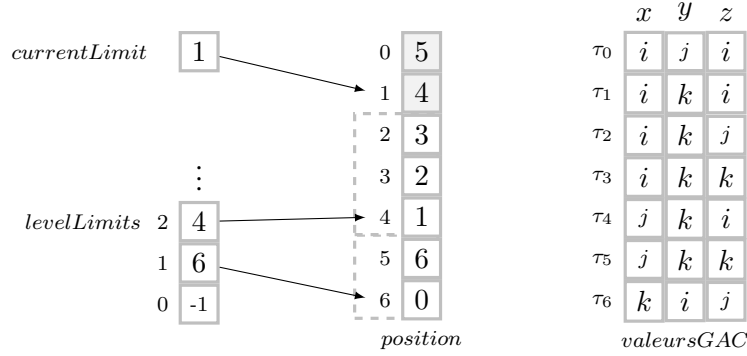 x y z
currentLimit 1 0 5 τ0 i j i
1 4 τ1 i k i
2 3 τ2 i k j
⋮ 3 2 τ3 i k k
levelLimits 2 4 4 1 τ4 j k i
1 6 5 6 τ5 j k k
0 -1 6 0 τ6 k i j
position valeursGAC